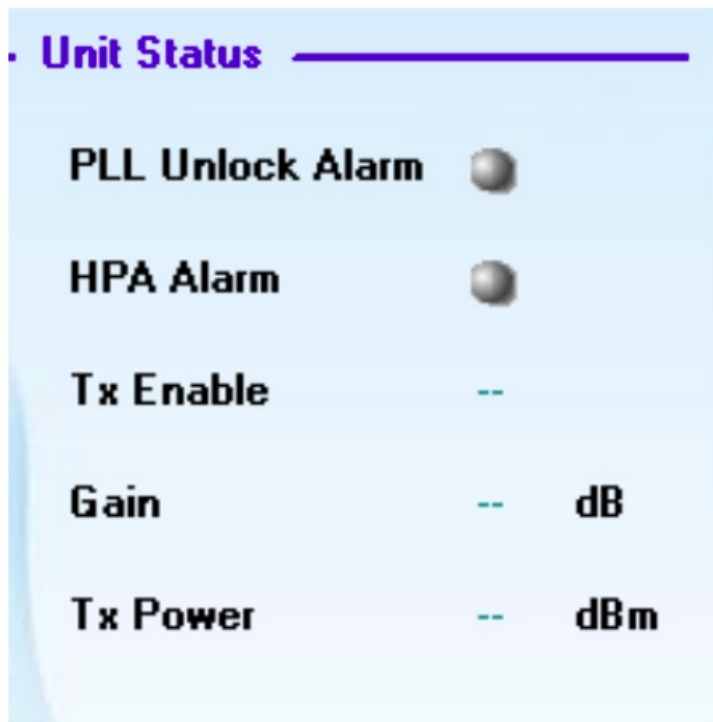 Unit Status
PLL Unlock Alarm
HPA Alarm
Tx Enable --
Gain -- dB
Tx Power -- dBm